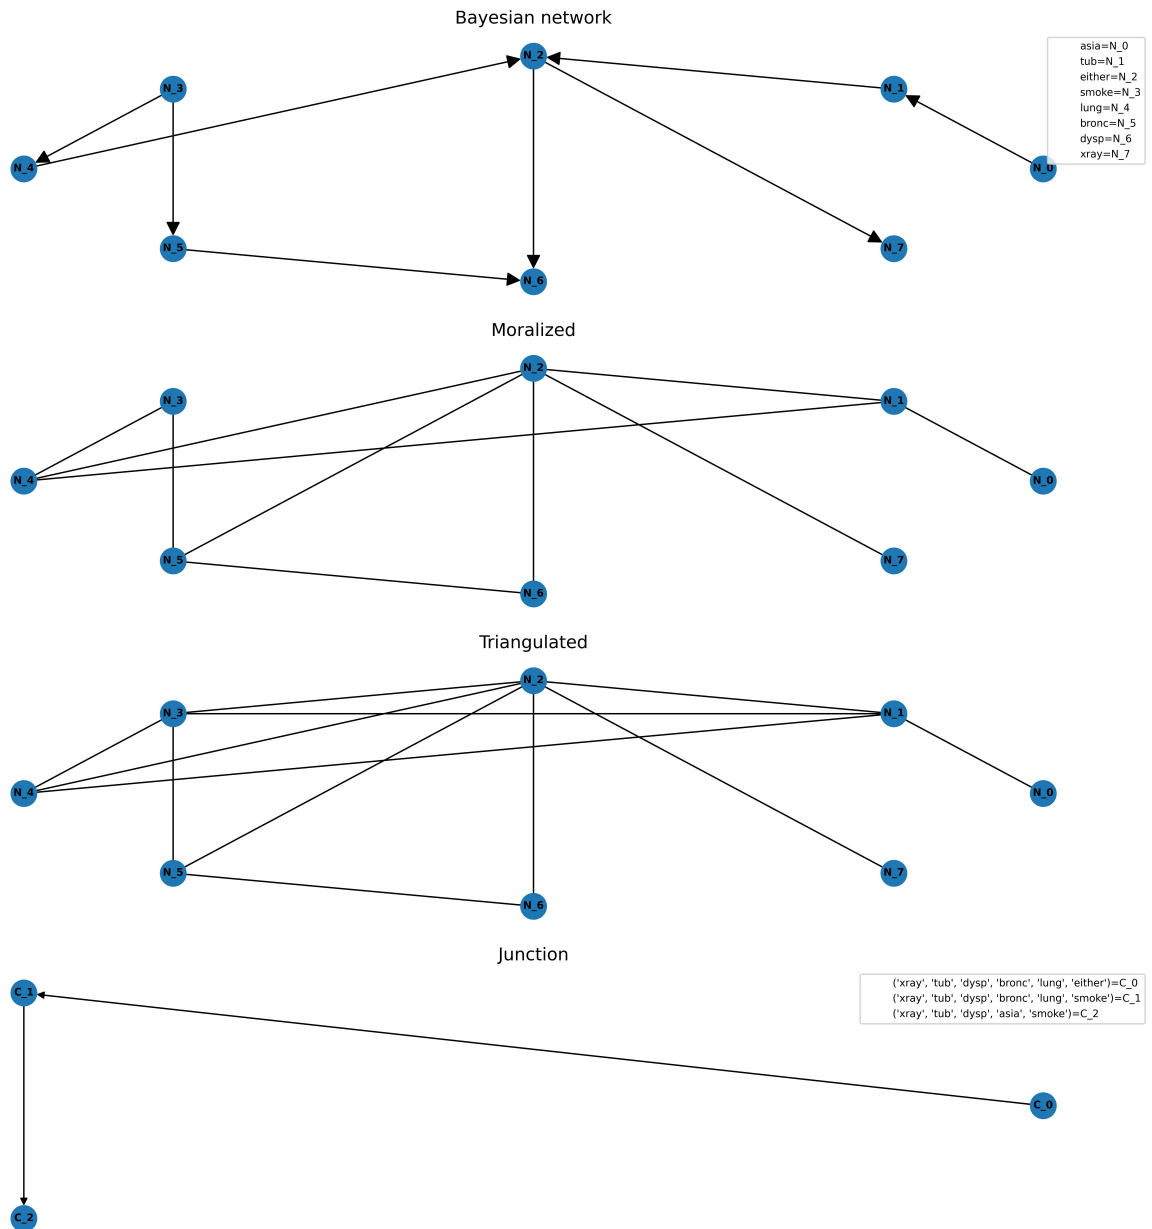 Bayesian network
N_2
asia=N_0
tub=N_1
either=N_2
smoke=N_3
lung=N_4
bronc=N_5
dysp=N_6
xray=N_7
N_3
N_1
N_4
N_0
N_5
N_7
N_6
Moralized
N_2
N_3
N_1
N_4
N_0
N_5
N_7
N_6
Triangulated
N_2
N_3
N_1
N_4
N_0
N_5
N_7
N_6
Junction
C_1
('xray', 'tub', 'dysp', 'bronc', 'lung', 'either')=C_0
('xray', 'tub', 'dysp', 'bronc', 'lung', 'smoke')=C_1
('xray', 'tub', 'dysp', 'asia', 'smoke')=C_2
C_0
C_2